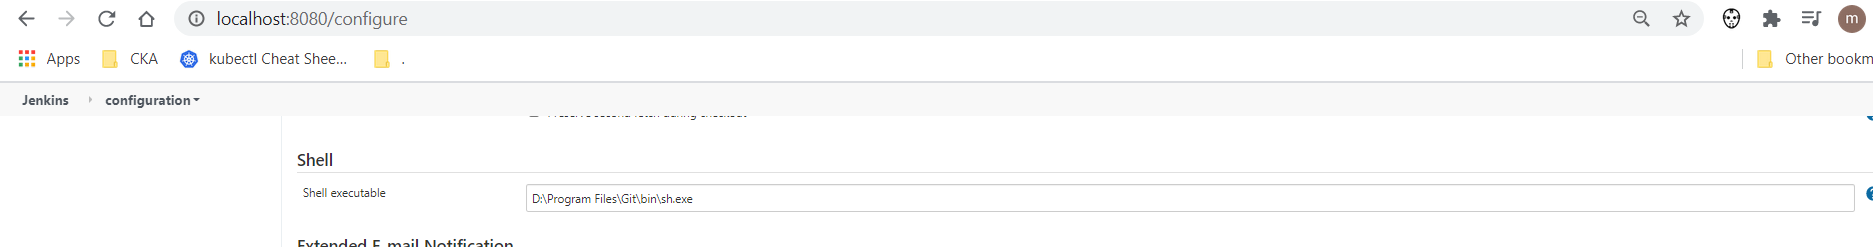 localhost:8080/configure
m
Apps
CKA
kubectl Cheat Shee...
.
Other bookm
Jenkins
configuration
Shell
Shell executable
D:\Program Files\Git\bin\sh.exe
Extended E-mail Notification